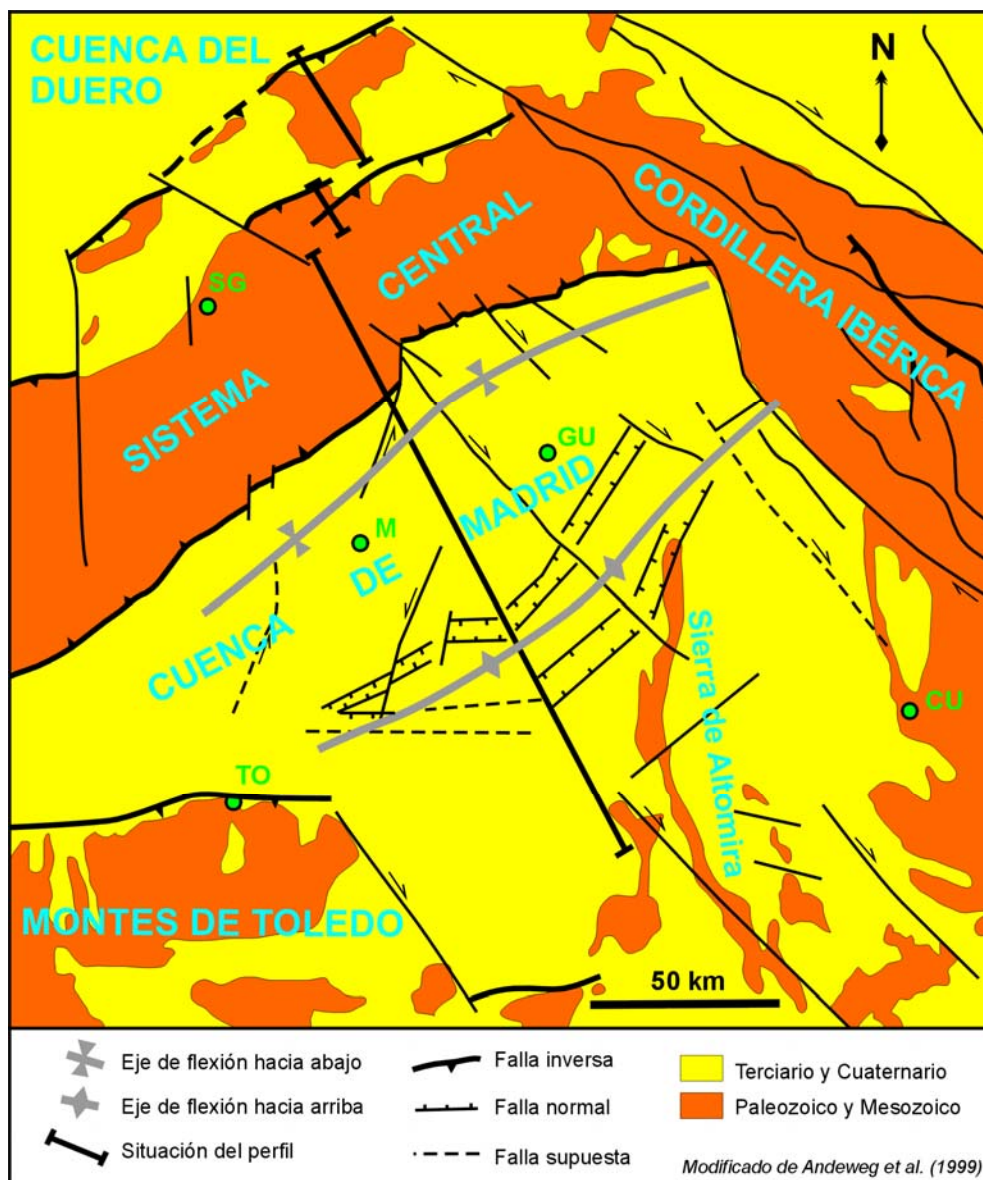 CUENCA DEL
DUERO
N
CORDILLERA IBÉRICA
SISTEMA
CENTRAL
SG
GU
M
CUENCA
DE
MADRID
Sierra de Altomira
CU
TO
MONTES DE TOLEDO
50 km
Eje de flexión hacia abajo
Falla inversa
Terciario y Cuaternario
Eje de flexión hacia arriba
Falla normal
Paleozoico y Mesozoico
Situación del perfil
Falla supuesta
Modificado de Andeweg et al. (1999)